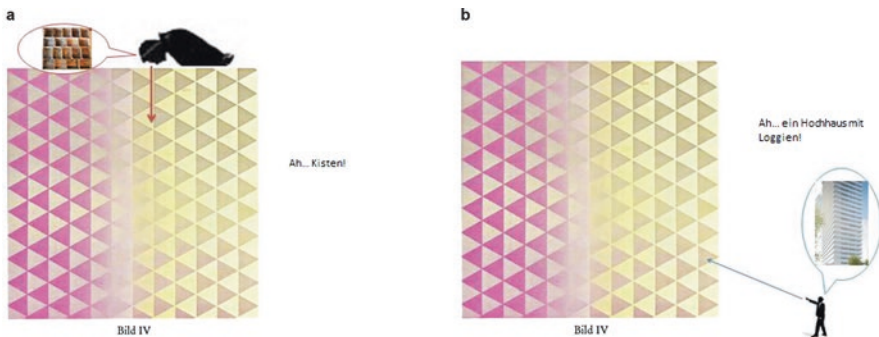 a
b
Ah... Kisten!
Bild IV
Ah... ein Hochhaus mit
Loggien!
Bild IV